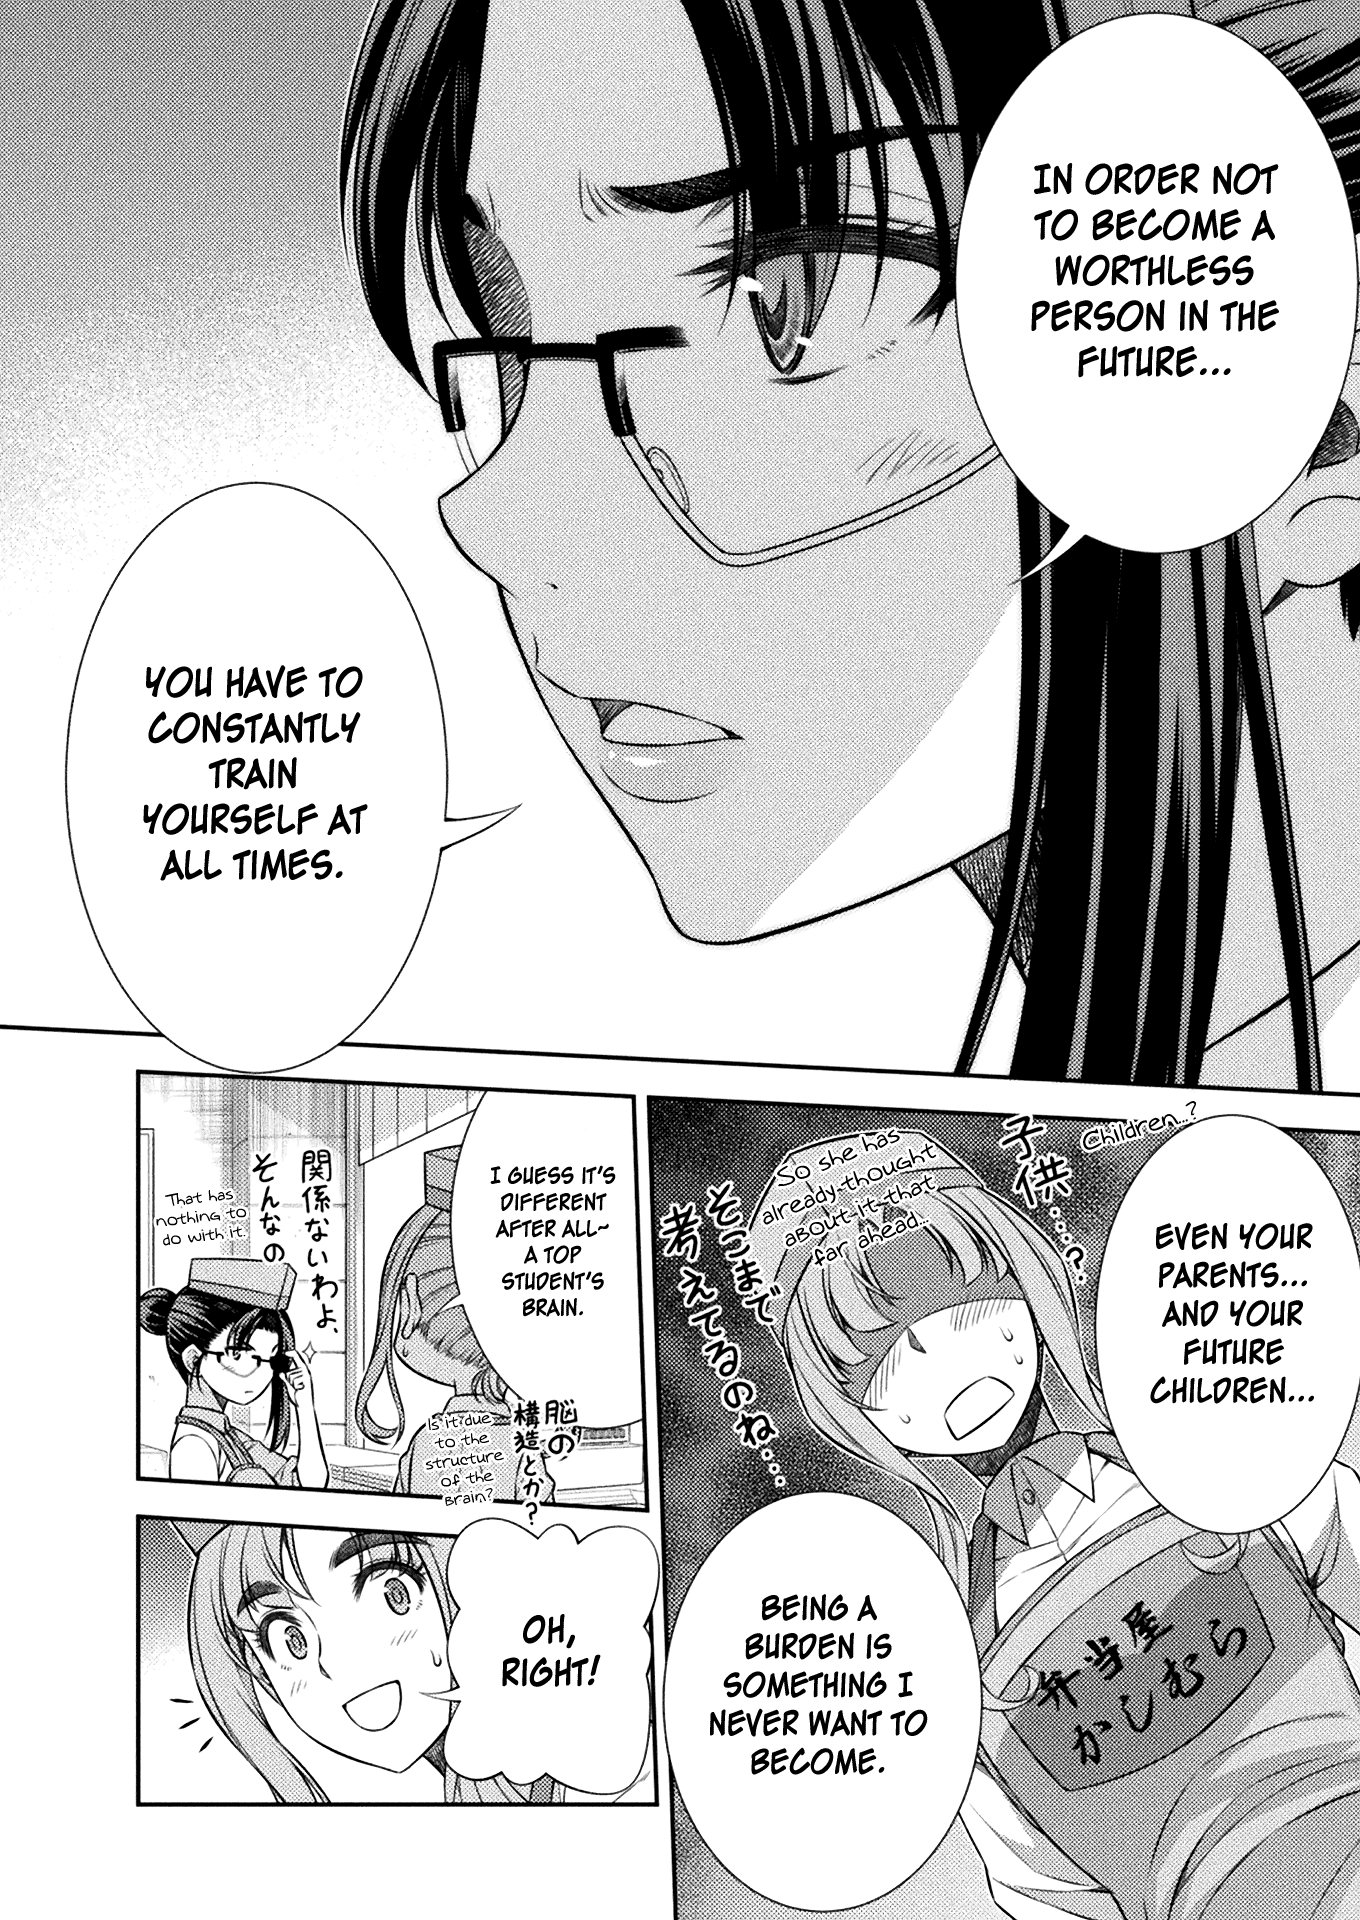 IN ORDER NOT
TO BECOME A
WORTHLESS
PERSON IN THE
FUTURE...
YOU HAVE TO
CONSTANTLY
TRAIN
YOURSELF AT
ALL TIMES.
EVEN YOUR
PARENTS...
AND YOUR
FUTURE
CHILDREN...
Children...?
子供……?
So she has
already thought
about it that
far ahead..
そこまで
考えてるのね……
BEING A
BURDEN IS
SOMETHING I
NEVER WANT TO
BECOME.
弁当屋
かしむら
I GUESS IT'S
DIFFERENT
AFTER ALL~
A TOP
STUDENT'S
BRAIN.
脳の
構造とか?
Is it due
to the
structure
of the
Brain?
関係ないわよ、
そんなの
That has
nothing to
do with it.
OH,
RIGHT!